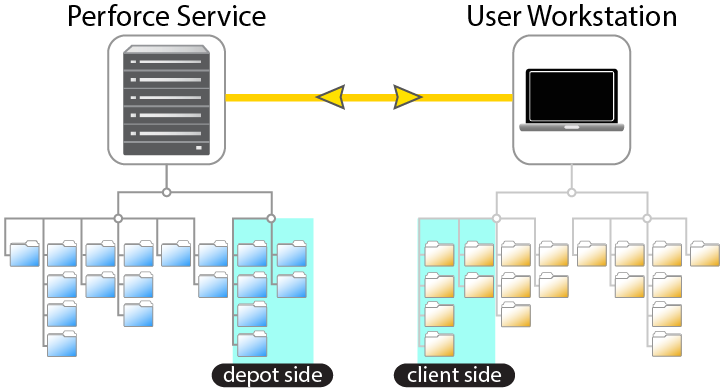 Perforce Service
User Workstation
depot side
client side